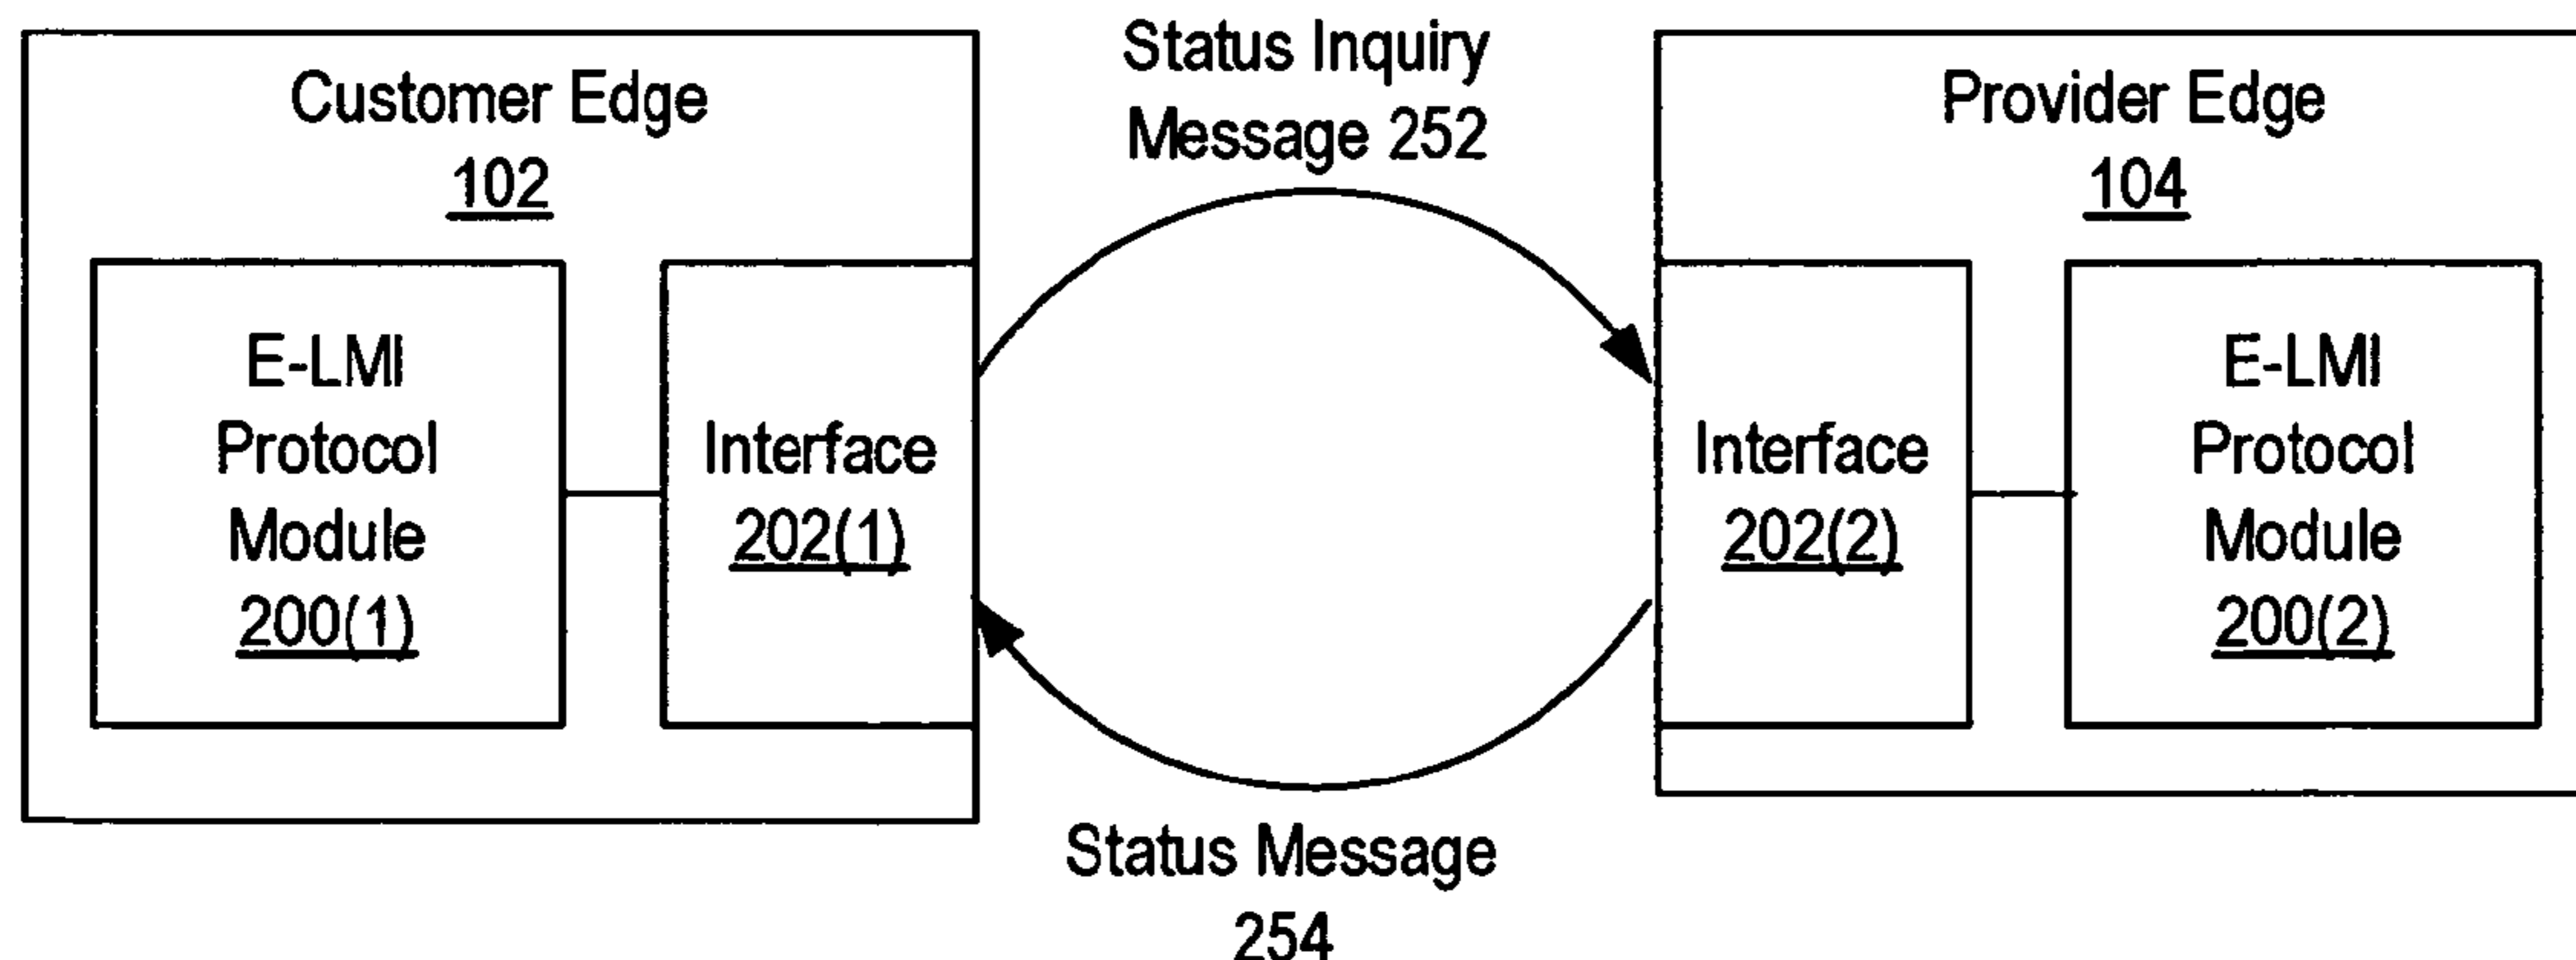 Customer Edge
102
E-LMI
Protocol
Module
200(1)
Interface
202(1)
Status Inquiry
Message 252
Status Message
254
Provider Edge
104
Interface
202(2)
E-LMI
Protocol
Module
200(2)